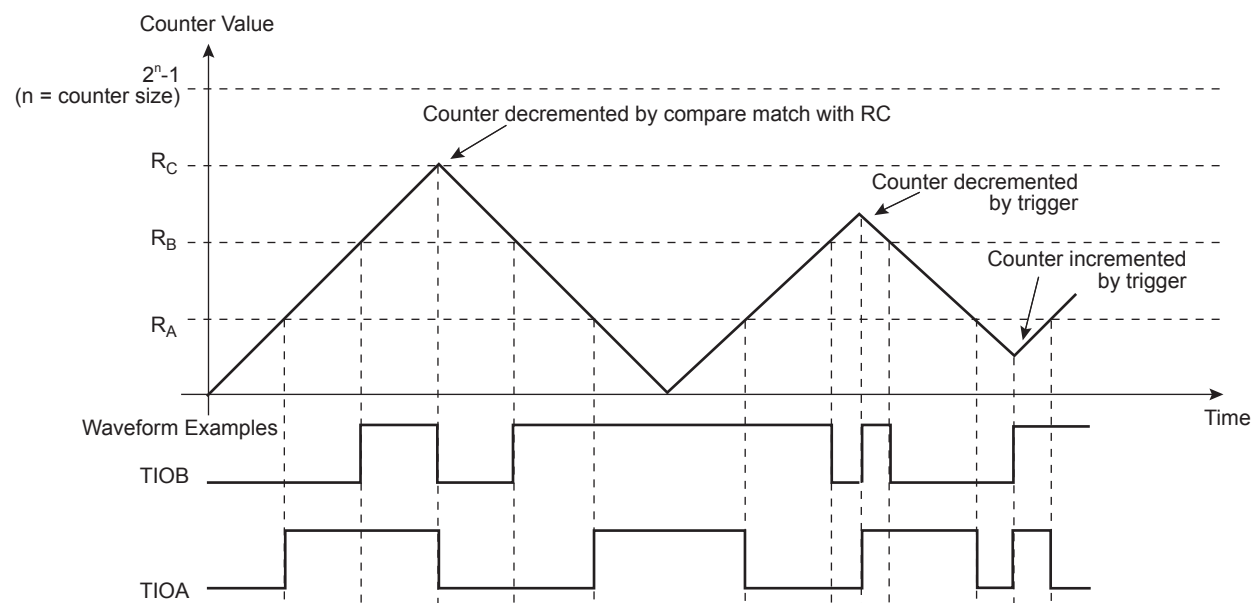 Counter Value
2ⁿ-1
(n = counter size)
Counter decremented by compare match with RC
R_C
Counter decremented
by trigger
R_B
Counter incremented
by trigger
R_A
Time
Waveform Examples
TIOB
TIOA